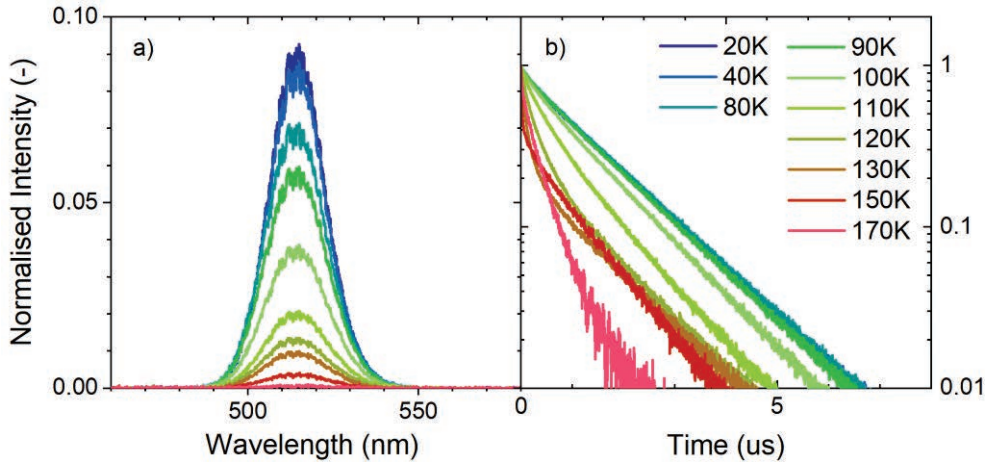 a)
Normalised Intensity (-)
0.10
0.05
0.00
500
550
Wavelength (nm)
b)
20K
40K
80K
90K
100K
110K
120K
130K
150K
170K
1
0.1
0.01
0
5
Time (us)